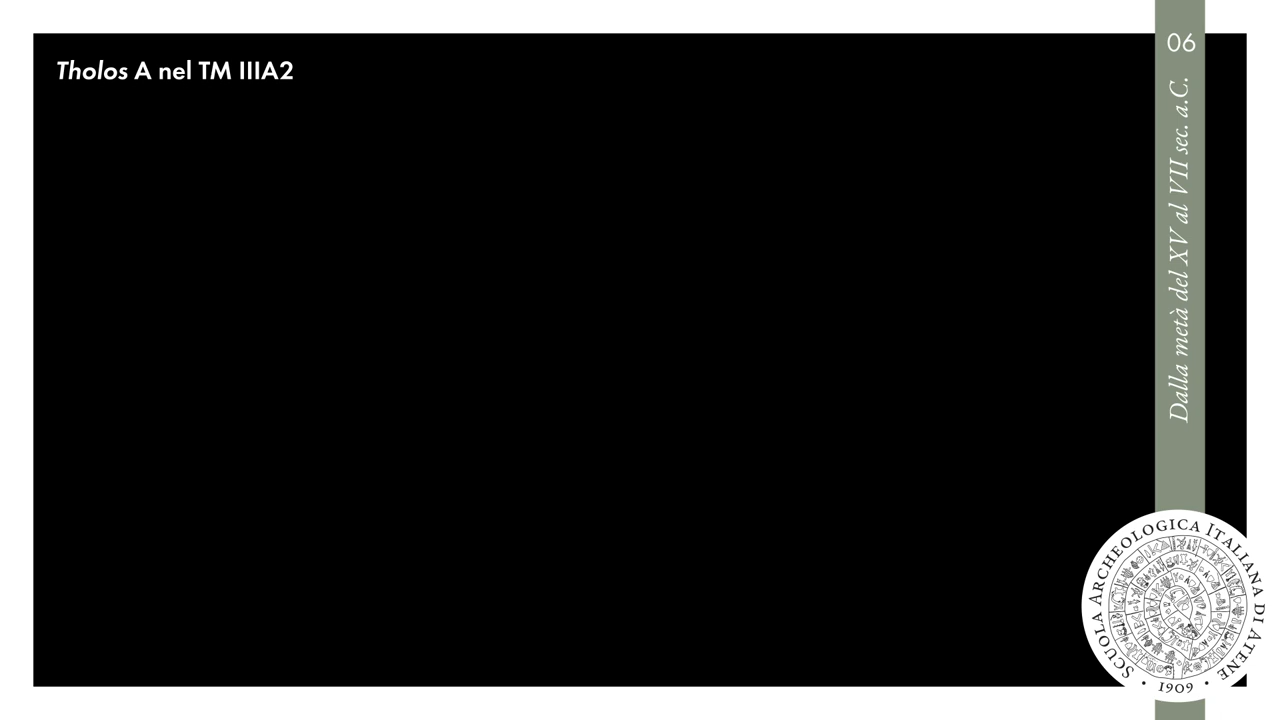 Tholos A nel TM IIIA2
06
Dalla metà del XV al VII sec. a.C.
SCUOLA ARCHEOLOGICA ITALIANA DI ATENE
• 1909 •